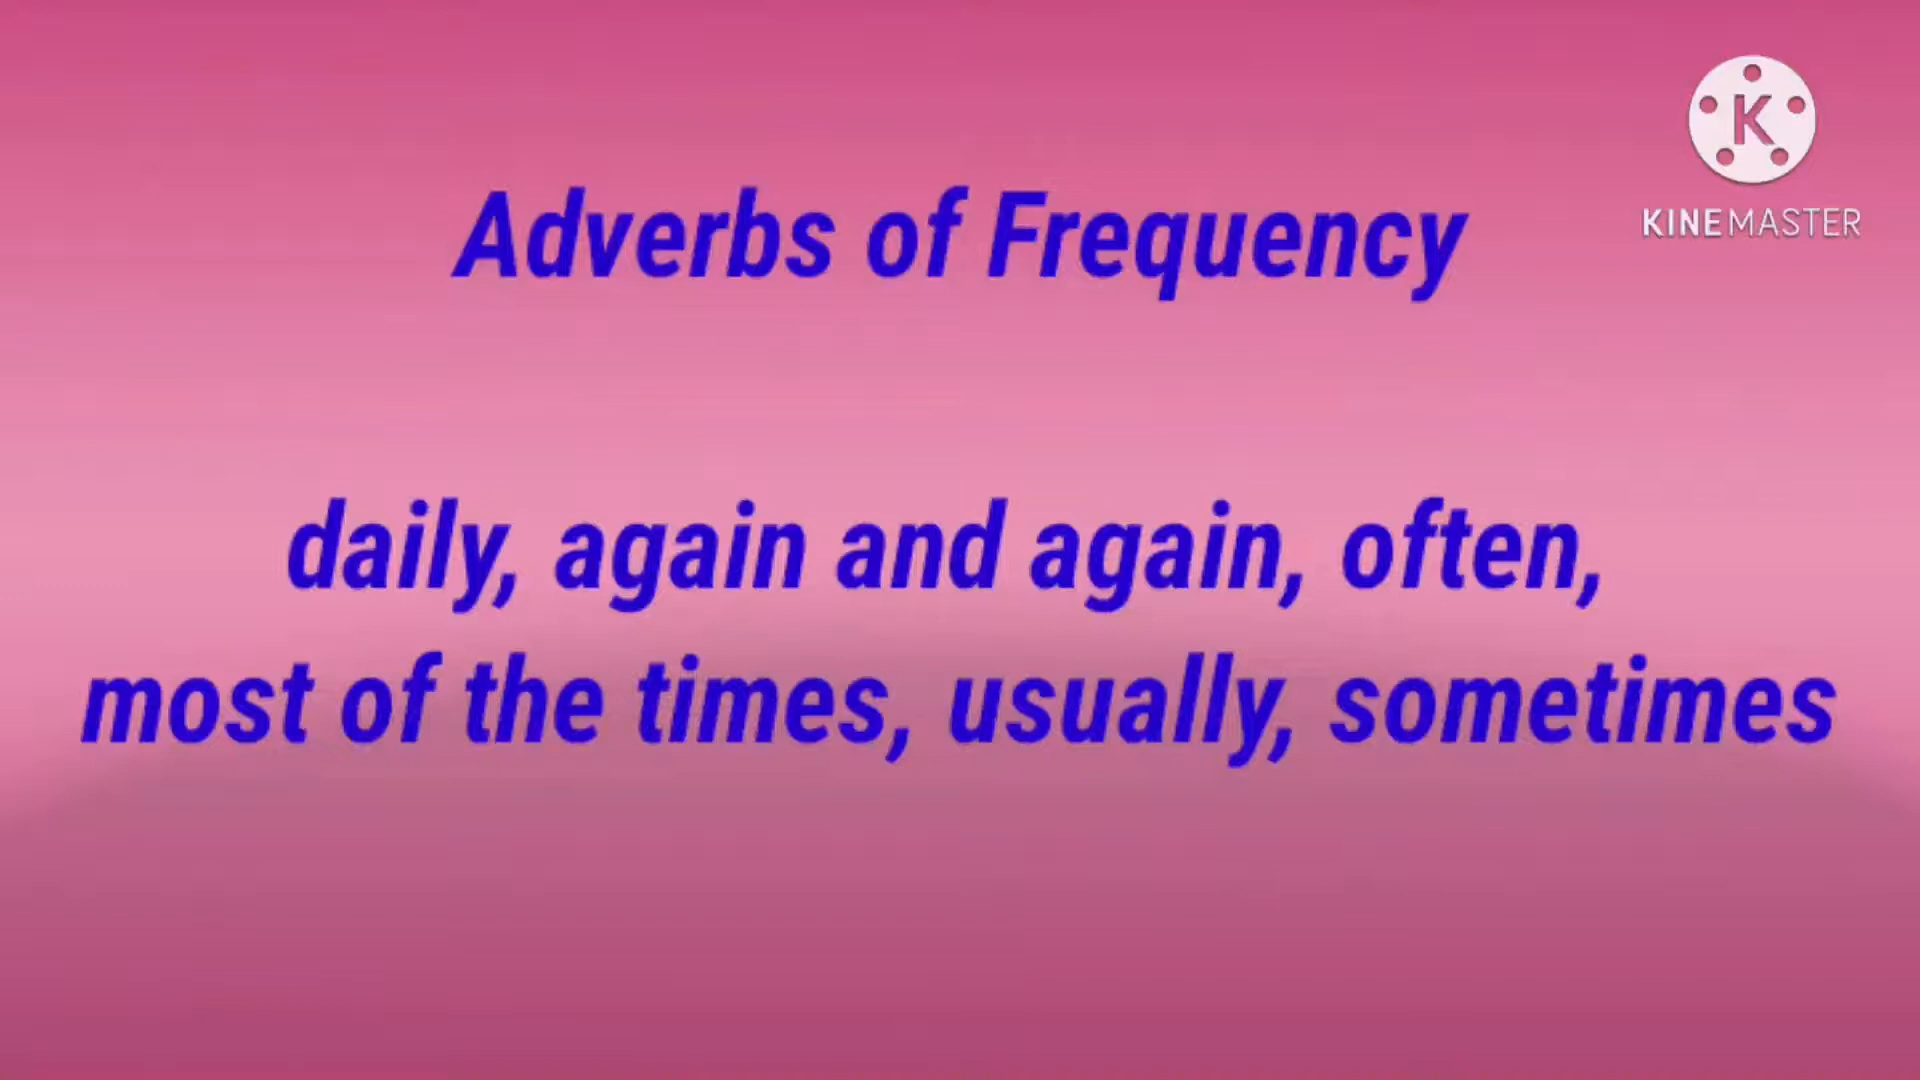 K
KINEMASTER
Adverbs of Frequency
daily, again and again, often,
most of the times, usually, sometimes